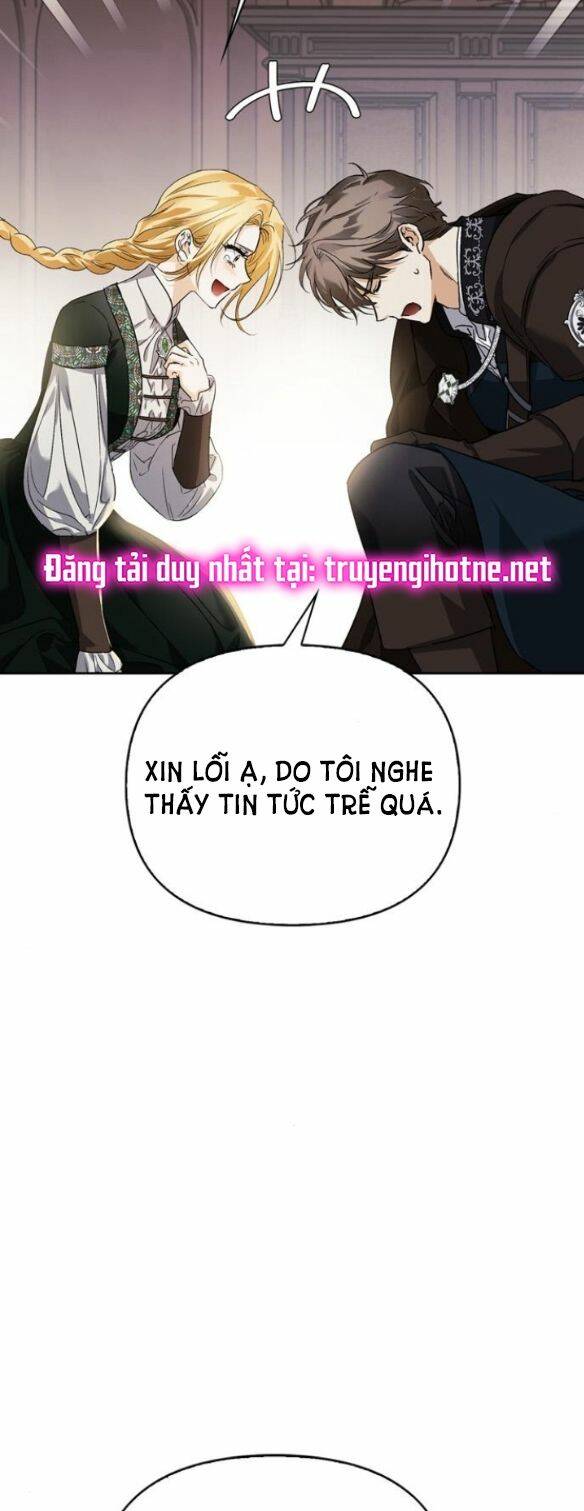 Đăng tải duy nhất tại: truyengihotne.net
XIN LỖI Ạ, DO TÔI NGHE
THẤY TIN TỨC TRỄ QUÁ.